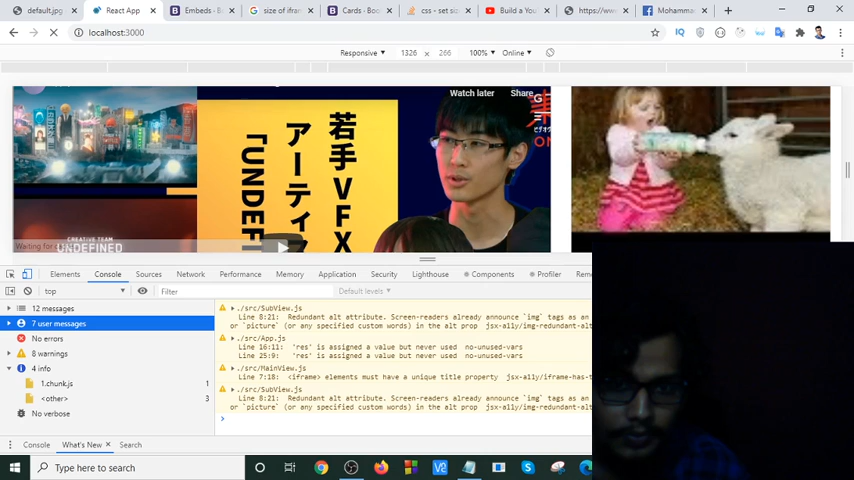 default.jpg
React App
Embeds · Bo
size of ifram
Cards · Boo
css - set siz
Build a You
https://ww
Mohammac
localhost:3000
Responsive
1326 × 266
100%
Online
Watch later
Share
若手VFX
アーティ
「UNDEF
CREATIVE TEAM
UNDEFINED
Elements
Console
Sources
Network
Performance
Memory
Application
Security
Lighthouse
Components
Profiler
top
Filter
Default levels
12 messages
7 user messages
No errors
8 warnings
4 info
1.chunk.js 1
<other> 3
No verbose
./src/SubView.js
Line 8:21: Redundant alt attribute. Screen-readers already announce `img` tags as an
or `picture` (or any specified custom words) in the alt prop jsx-a11y/img-redundant-alt
./src/App.js
Line 16:11: 'res' is assigned a value but never used no-unused-vars
Line 25:9: 'res' is assigned a value but never used no-unused-vars
./src/MainView.js
Line 7:18: <iframe> elements must have a unique title property jsx-a11y/iframe-has-t
./src/SubView.js
Line 8:21: Redundant alt attribute. Screen-readers already announce `img` tags as an
or `picture` (or any specified custom words) in the alt prop jsx-a11y/img-redundant-alt
Console
What's New
Search
Type here to search